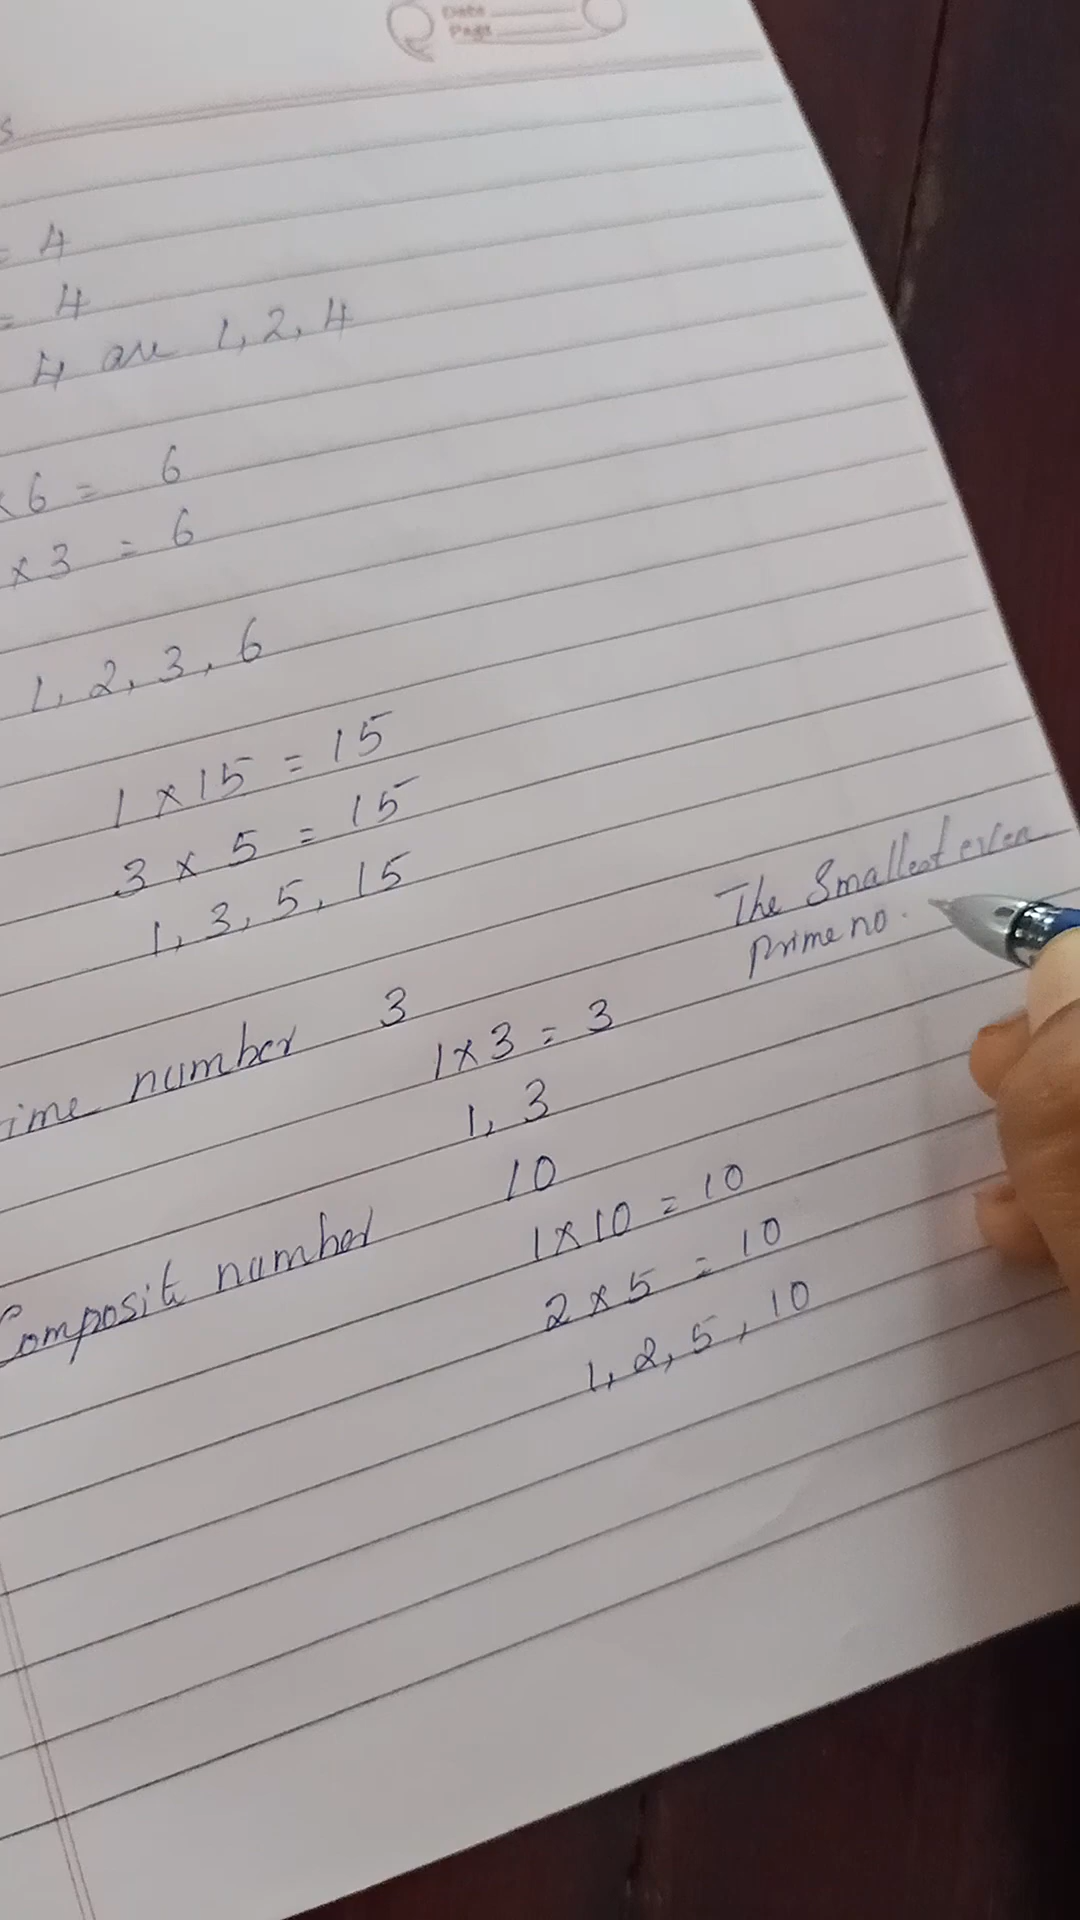 Date
Page
s
= 4
= 4
4 are 1, 2, 4
×6 = 6
×3 = 6
1, 2, 3, 6
1 × 15 = 15
3 × 5 = 15
1, 3, 5, 15
The Smallest even
Prime no.
ime number 3
1×3 = 3
1, 3
Composit number 10
1×10 = 10
2×5 = 10
1, 2, 5, 10